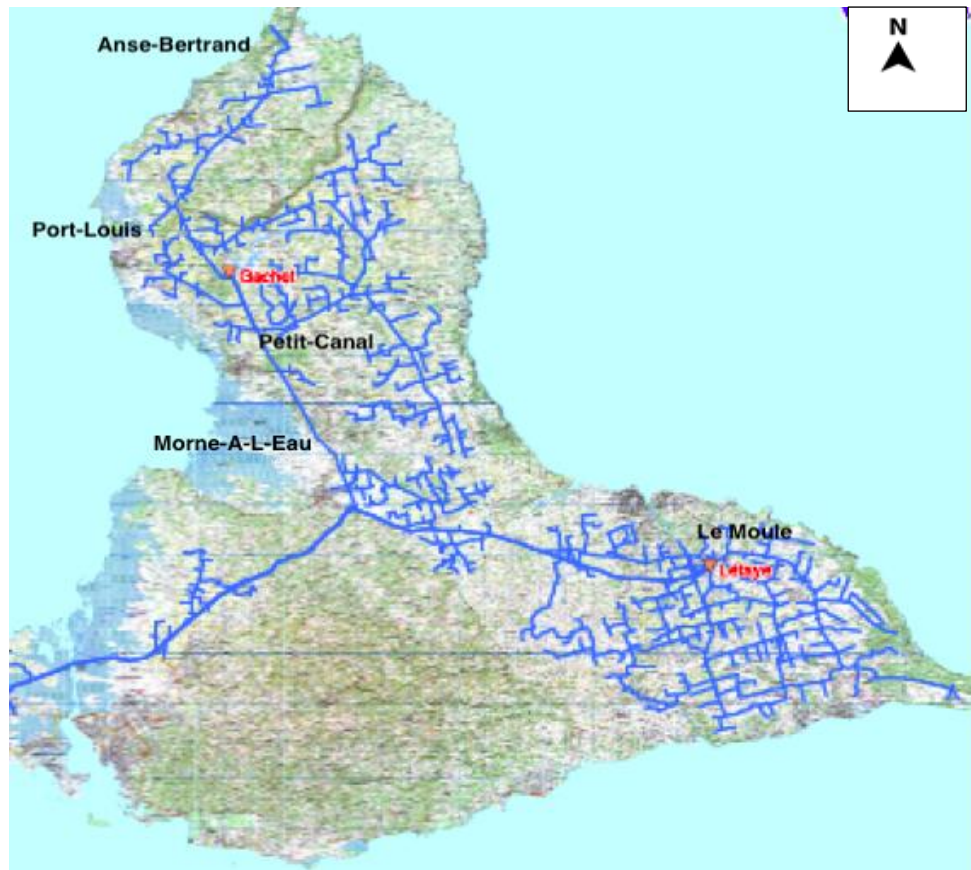 N
Anse-Bertrand
Port-Louis
Gachet
Petit-Canal
Morne-A-L-Eau
Le Moule
Letaye